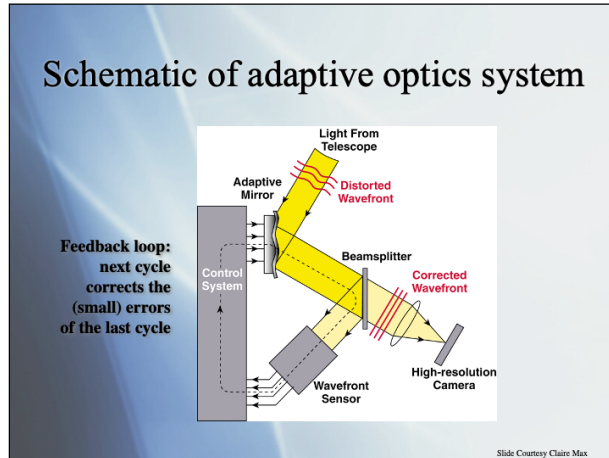 Schematic of adaptive optics system
Light From
Telescope
Adaptive
Mirror
Distorted
Wavefront
Feedback loop:
next cycle
corrects the
(small) errors
of the last cycle
Control
System
Beamsplitter
Corrected
Wavefront
Wavefront
Sensor
High-resolution
Camera
Slide Courtesy Claire Max